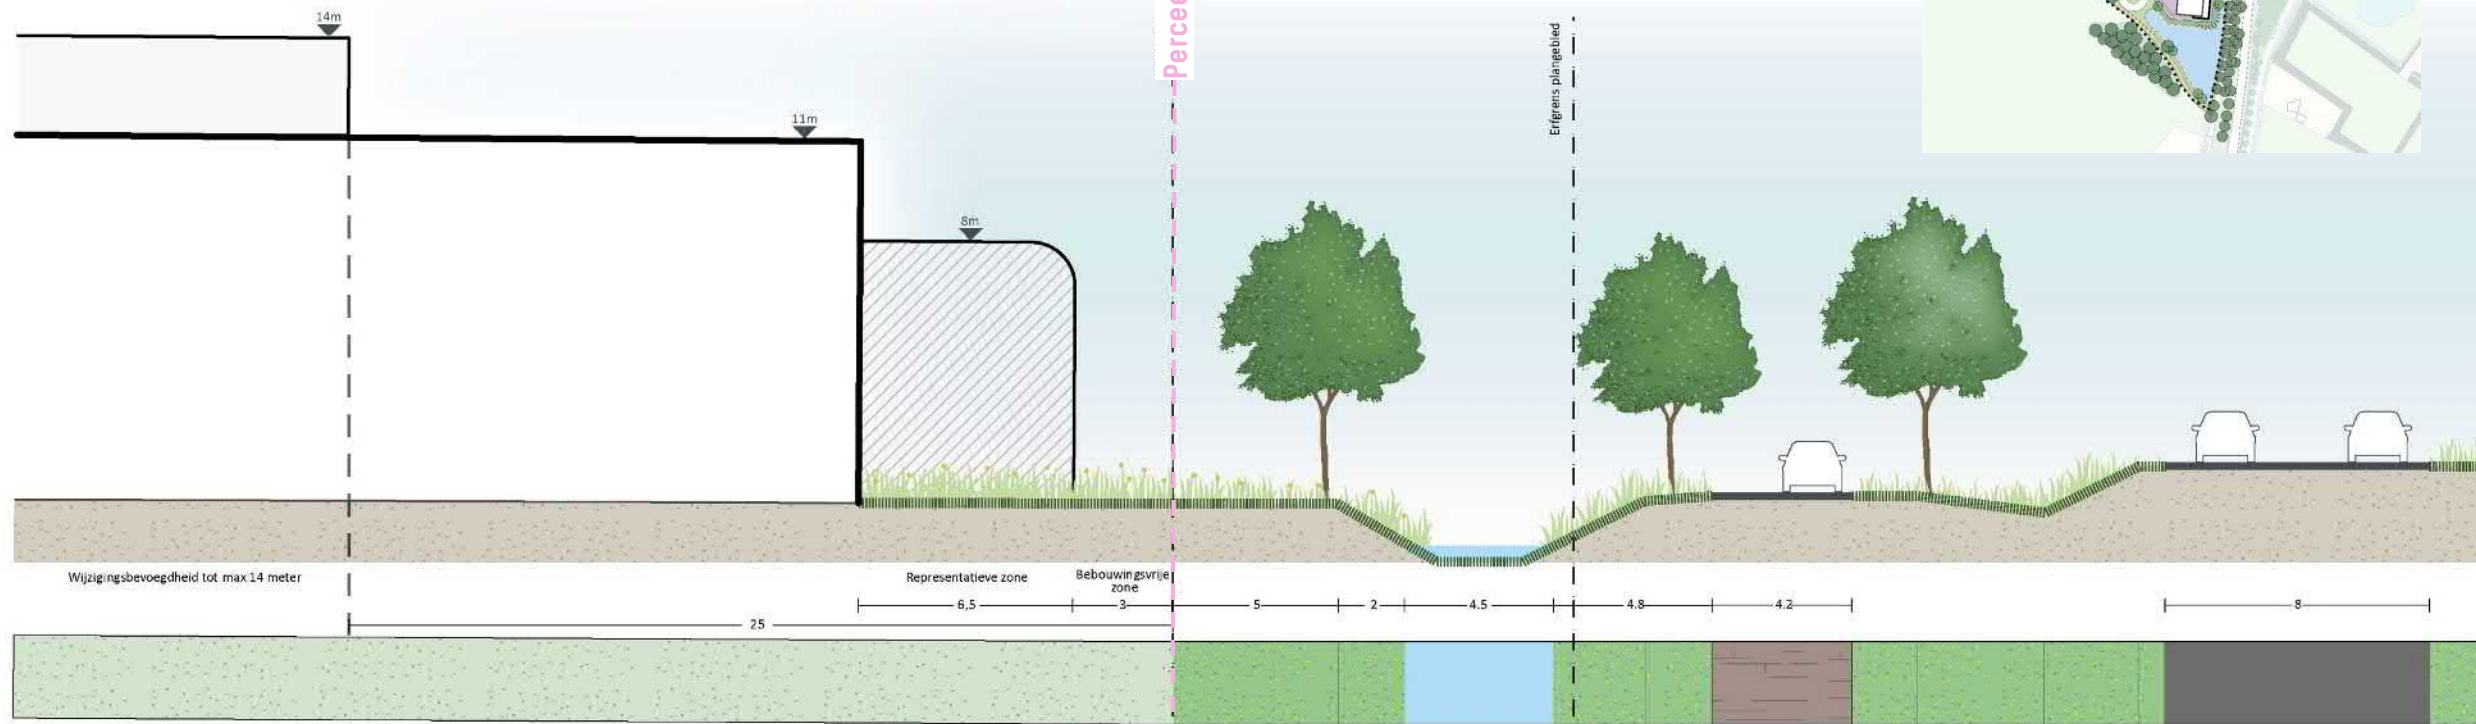 14m
Percee
Erfgrens plangebied
11m
8m
Wijzigingsbevoegdheid tot max 14 meter
Representatieve zone
Bebouwingsvrije
zone
6,5
3
5
2
4.5
4.8
4.2
8
25